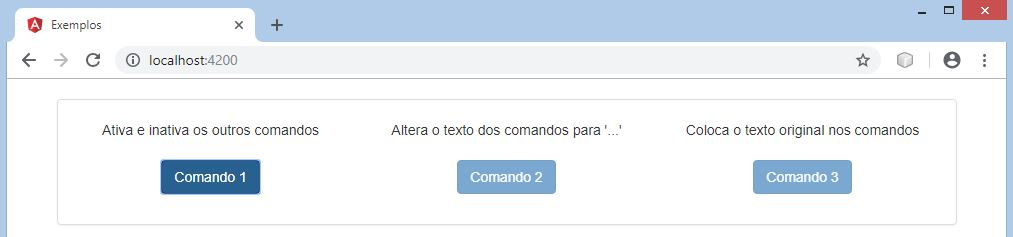 Exemplos
localhost:4200
Ativa e inativa os outros comandos
Altera o texto dos comandos para '...'
Coloca o texto original nos comandos
Comando 1
Comando 2
Comando 3